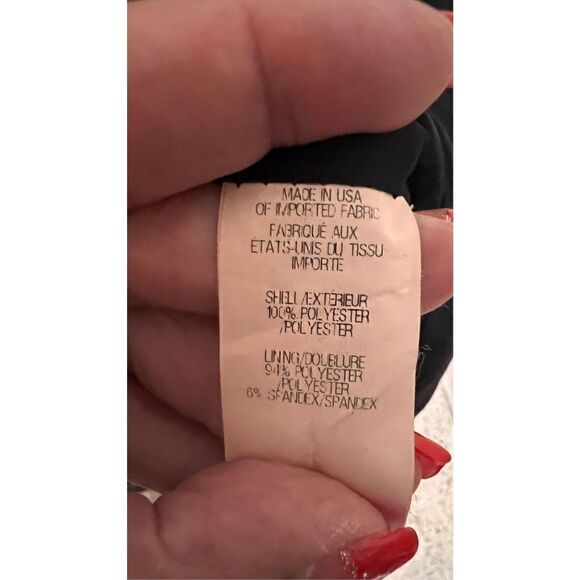 MADE IN USA
OF IMPORTED FABRIC
FABRIQUÉ AUX
ÉTATS-UNIS DU TISSU
IMPORTE
SHELL/EXTÉRIEUR
100% POLYESTER
/POLYESTER
LINING/DOUBLURE
94% POLYESTER
/POLYESTER
6% SPANDEX/SPANDEX